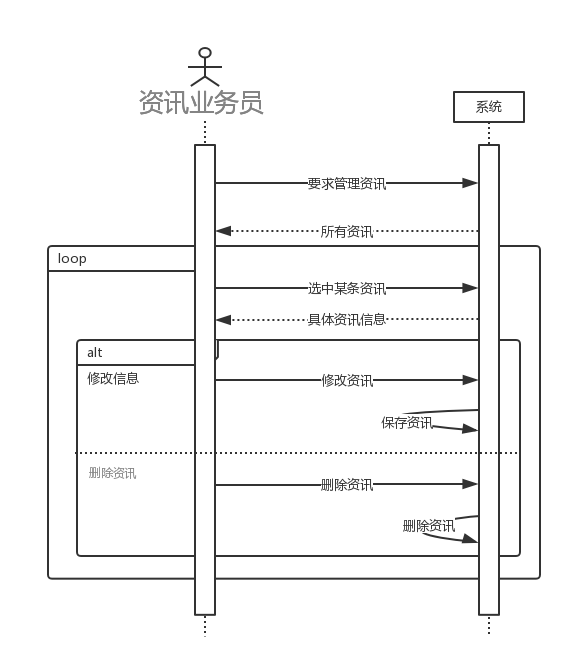 资讯业务员
系统
要求管理资讯
所有资讯
loop
选中某条资讯
具体资讯信息
alt
修改信息
修改资讯
保存资讯
删除资讯
删除资讯
删除资讯